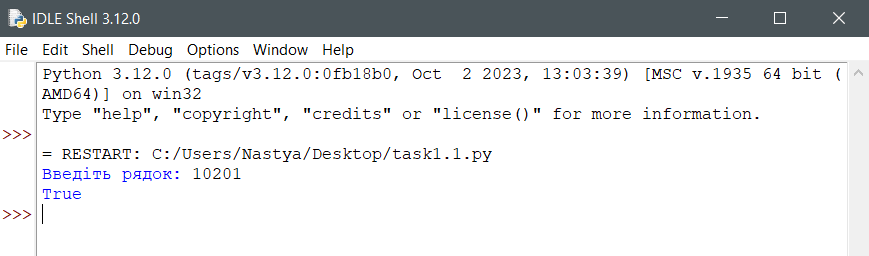 IDLE Shell 3.12.0
File Edit Shell Debug Options Window Help
Python 3.12.0 (tags/v3.12.0:0fb18b0, Oct  2 2023, 13:03:39) [MSC v.1935 64 bit (
AMD64)] on win32
Type "help", "copyright", "credits" or "license()" for more information.
>>>
= RESTART: C:/Users/Nastya/Desktop/task1.1.py
Введіть рядок: 10201
True
>>>